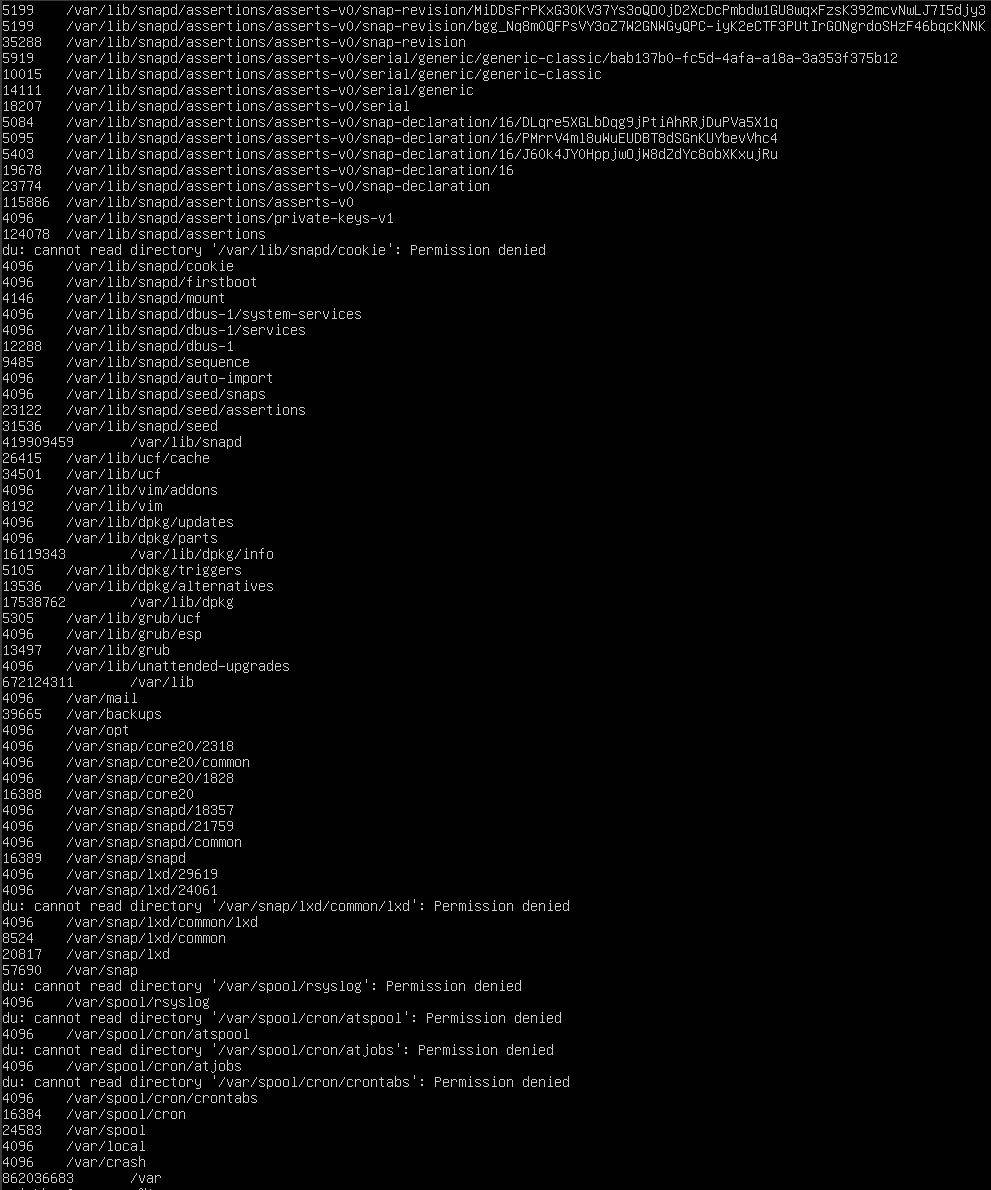 5199    /var/lib/snapd/assertions/asserts-v0/snap-revision/MiDDsFrPKxG30KV37Ys3oQO0jD2XcDcPmbdw1GU8wqxFzsK392mcvNwLJ7I5djy3
5199    /var/lib/snapd/assertions/asserts-v0/snap-revision/bgg_Nq8mOQFPsVY3oZ7W2GNWGyQPC-iyK2eCTF3PUtIrGONgrdoSHzF46bqcKNNK
35288   /var/lib/snapd/assertions/asserts-v0/snap-revision
5919    /var/lib/snapd/assertions/asserts-v0/serial/generic/generic-classic/bab137b0-fc5d-4afa-a18a-3a353f375b12
10015   /var/lib/snapd/assertions/asserts-v0/serial/generic/generic-classic
14111   /var/lib/snapd/assertions/asserts-v0/serial/generic
18207   /var/lib/snapd/assertions/asserts-v0/serial
5084    /var/lib/snapd/assertions/asserts-v0/snap-declaration/16/DLqre5XGLbDqg9jPtiAhRRjDuPVa5X1q
5095    /var/lib/snapd/assertions/asserts-v0/snap-declaration/16/PMrrV4ml8uWuEUDBT8dSGnKUYbevVhc4
5403    /var/lib/snapd/assertions/asserts-v0/snap-declaration/16/J60k4JY0HppjwOjW8dZdYc8obXKxujRu
19678   /var/lib/snapd/assertions/asserts-v0/snap-declaration/16
23774   /var/lib/snapd/assertions/asserts-v0/snap-declaration
115886  /var/lib/snapd/assertions/asserts-v0
4096    /var/lib/snapd/assertions/private-keys-v1
124078  /var/lib/snapd/assertions
du: cannot read directory '/var/lib/snapd/cookie': Permission denied
4096    /var/lib/snapd/cookie
4096    /var/lib/snapd/firstboot
4146    /var/lib/snapd/mount
4096    /var/lib/snapd/dbus-1/system-services
4096    /var/lib/snapd/dbus-1/services
12288   /var/lib/snapd/dbus-1
9485    /var/lib/snapd/sequence
4096    /var/lib/snapd/auto-import
4096    /var/lib/snapd/seed/snaps
23122   /var/lib/snapd/seed/assertions
31536   /var/lib/snapd/seed
419909459       /var/lib/snapd
26415   /var/lib/ucf/cache
34501   /var/lib/ucf
4096    /var/lib/vim/addons
8192    /var/lib/vim
4096    /var/lib/dpkg/updates
4096    /var/lib/dpkg/parts
16119343        /var/lib/dpkg/info
5105    /var/lib/dpkg/triggers
13536   /var/lib/dpkg/alternatives
17538762        /var/lib/dpkg
5305    /var/lib/grub/ucf
4096    /var/lib/grub/esp
13497   /var/lib/grub
4096    /var/lib/unattended-upgrades
672124311       /var/lib
4096    /var/mail
39665   /var/backups
4096    /var/opt
4096    /var/snap/core20/2318
4096    /var/snap/core20/common
4096    /var/snap/core20/1828
16388   /var/snap/core20
4096    /var/snap/snapd/18357
4096    /var/snap/snapd/21759
4096    /var/snap/snapd/common
16389   /var/snap/snapd
4096    /var/snap/lxd/29619
4096    /var/snap/lxd/24061
du: cannot read directory '/var/snap/lxd/common/lxd': Permission denied
4096    /var/snap/lxd/common/lxd
8524    /var/snap/lxd/common
20817   /var/snap/lxd
57690   /var/snap
du: cannot read directory '/var/spool/rsyslog': Permission denied
4096    /var/spool/rsyslog
du: cannot read directory '/var/spool/cron/atspool': Permission denied
4096    /var/spool/cron/atspool
du: cannot read directory '/var/spool/cron/atjobs': Permission denied
4096    /var/spool/cron/atjobs
du: cannot read directory '/var/spool/cron/crontabs': Permission denied
4096    /var/spool/cron/crontabs
16384   /var/spool/cron
24583   /var/spool
4096    /var/local
4096    /var/crash
862036683       /var